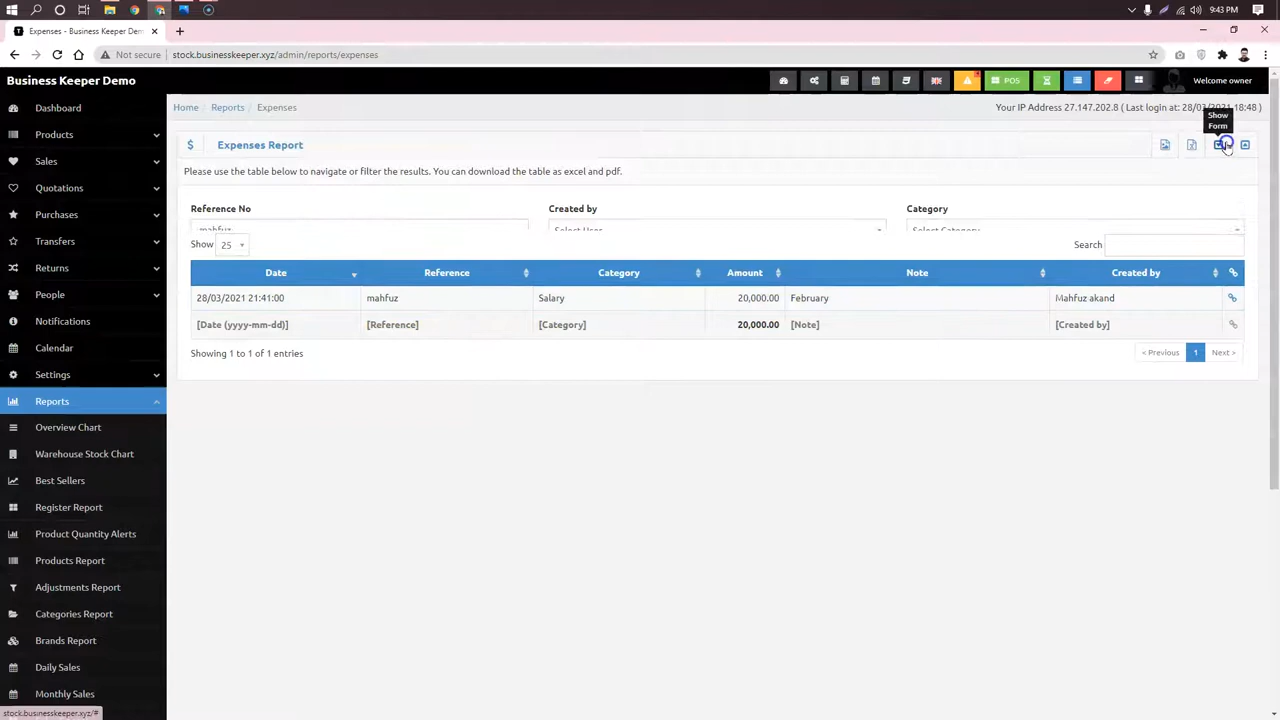 9:43 PM
Expenses - Business Keeper Dem
Not secure stock.businesskeeper.xyz/admin/reports/expenses
Business Keeper Demo
POS
Welcome owner
Dashboard
Products
Sales
Quotations
Purchases
Transfers
Returns
People
Notifications
Calendar
Settings
Reports
Overview Chart
Warehouse Stock Chart
Best Sellers
Register Report
Product Quantity Alerts
Products Report
Adjustments Report
Categories Report
Brands Report
Daily Sales
Monthly Sales
stock.businesskeeper.xyz/#
Home / Reports / Expenses
Your IP Address 27.147.202.8 ( Last login at: 28/03/2021 18:48 )
Show
Form
$ Expenses Report
Please use the table below to navigate or filter the results. You can download the table as excel and pdf.
Reference No Created by Category
mahfuz Select User Select Category
Show 25 Search
Date Reference Category Amount Note Created by
28/03/2021 21:41:00 mahfuz Salary 20,000.00 February Mahfuz akand
[Date (yyyy-mm-dd)] [Reference] [Category] 20,000.00 [Note] [Created by]
Showing 1 to 1 of 1 entries
< Previous 1 Next >